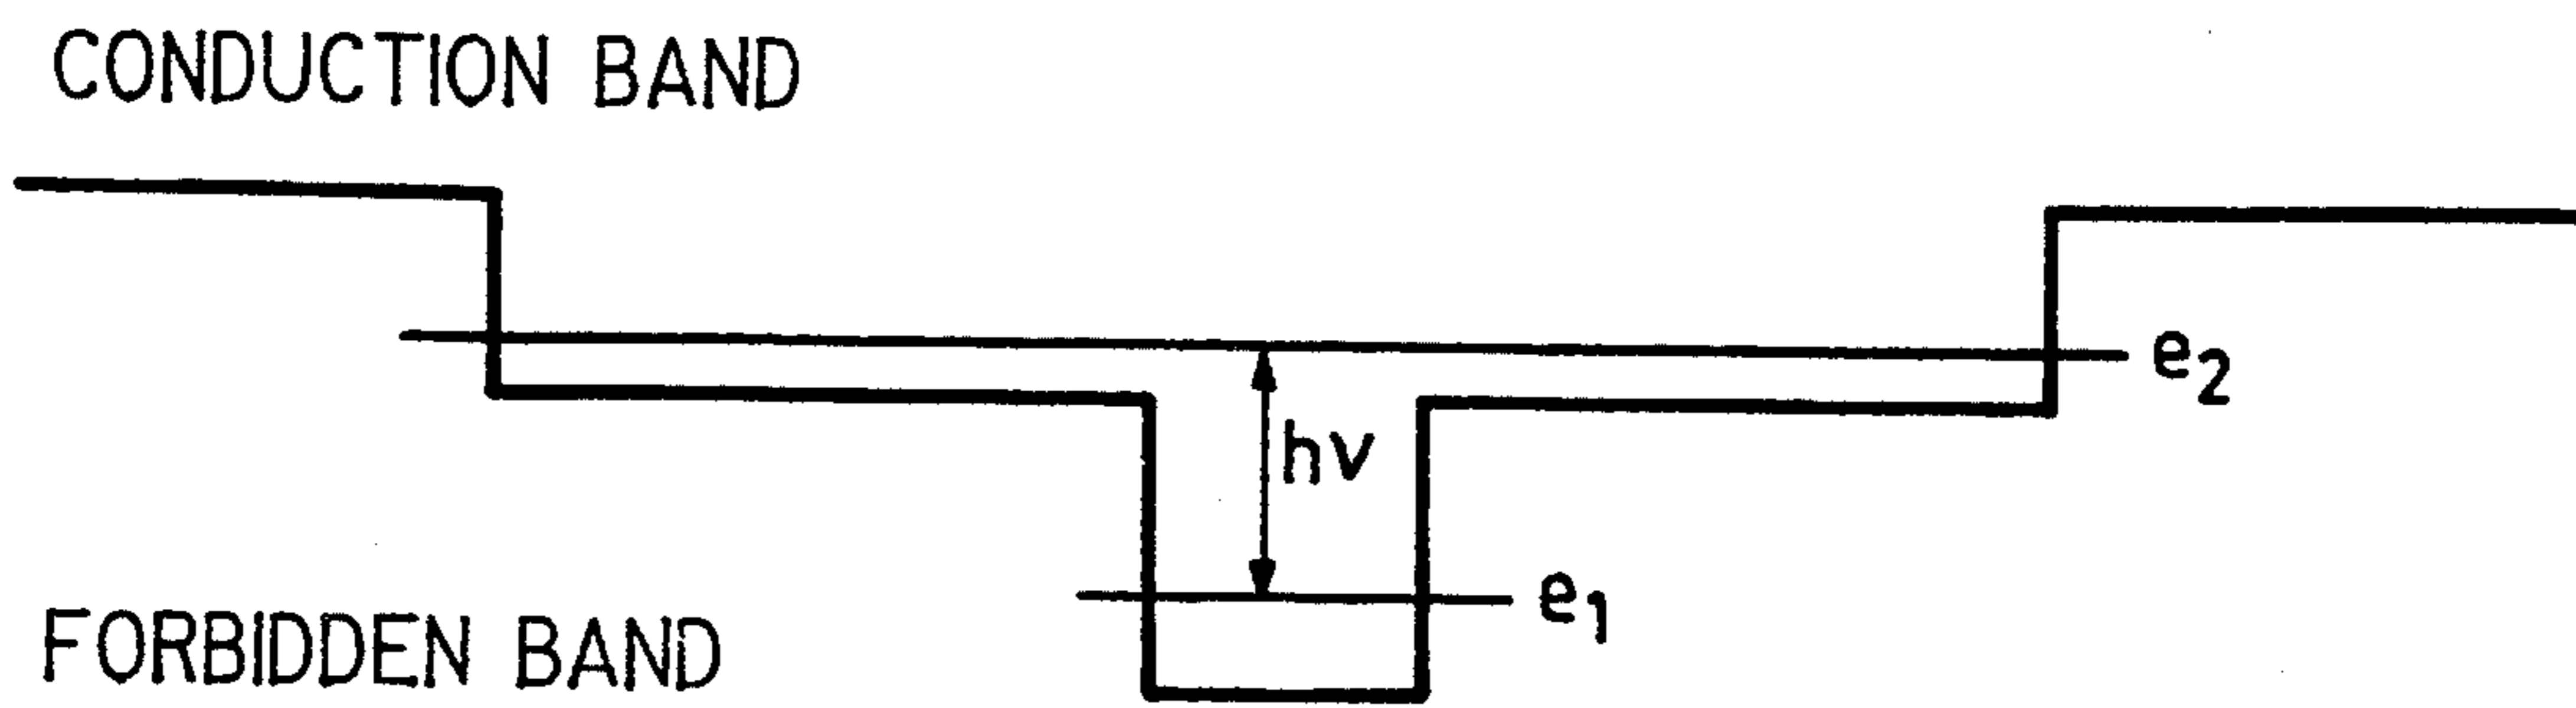 CONDUCTION BAND
e2
hν
e1
FORBIDDEN BAND